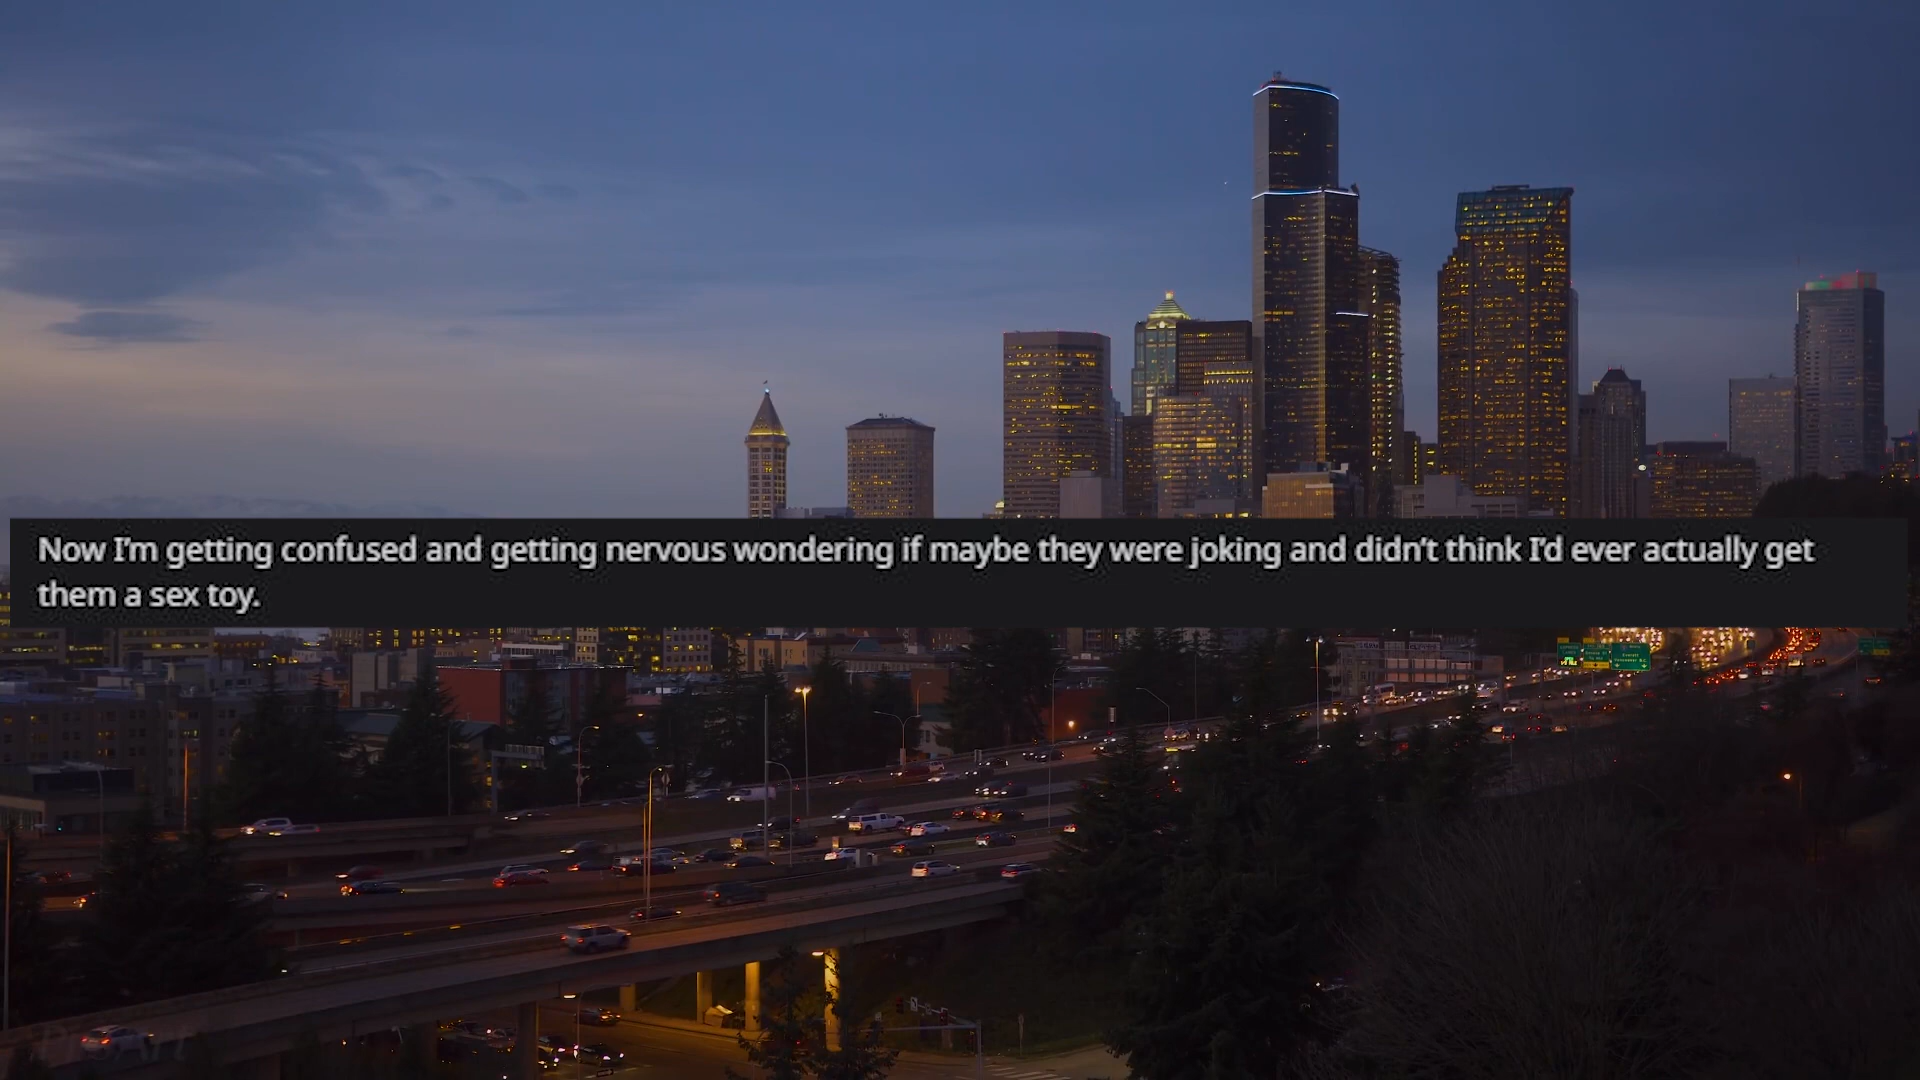 Now I'm getting confused and getting nervous wondering if maybe they were joking and didn't think I'd ever actually get
them a sex toy.